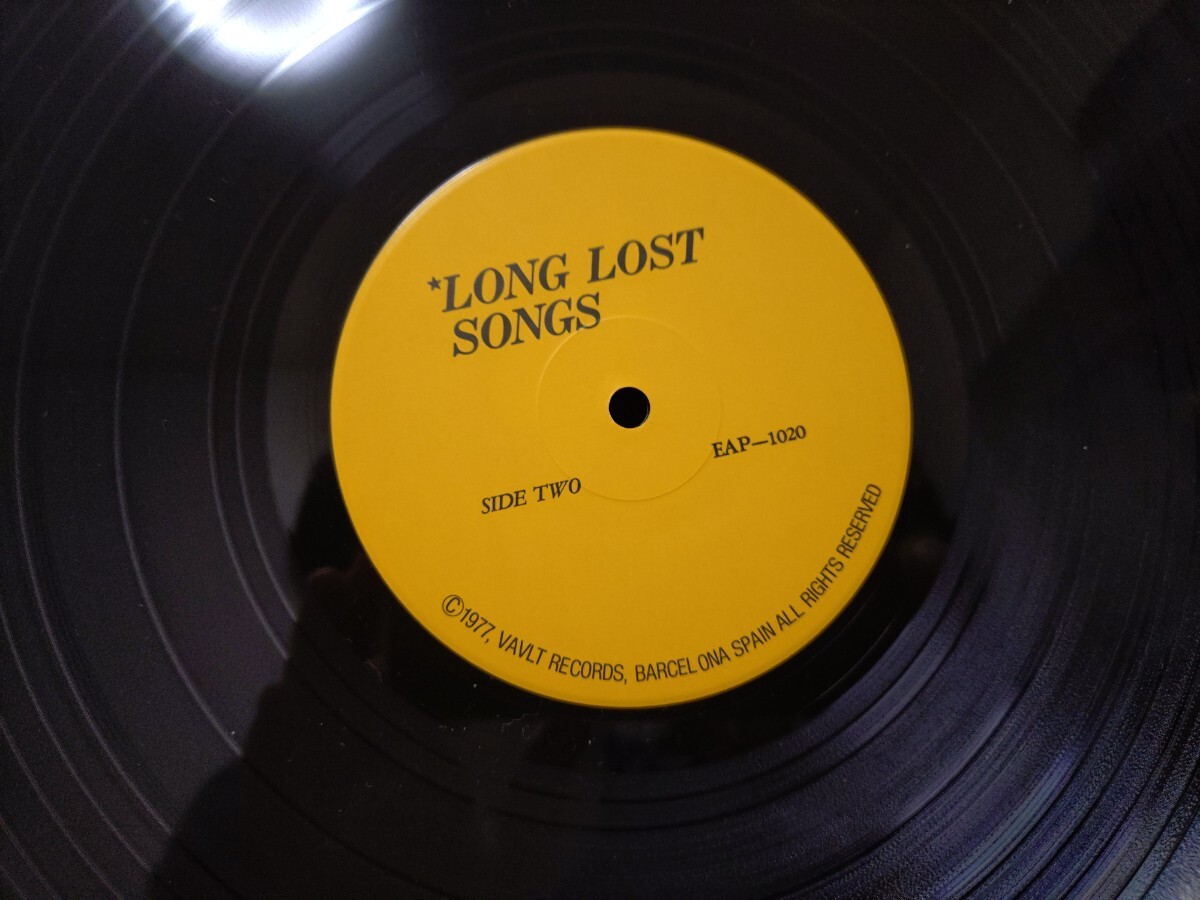 *LONG LOST
SONGS
SIDE TWO
EAP—1020
©1977, VAVLT RECORDS, BARCELONA SPAIN ALL RIGHTS RESERVED